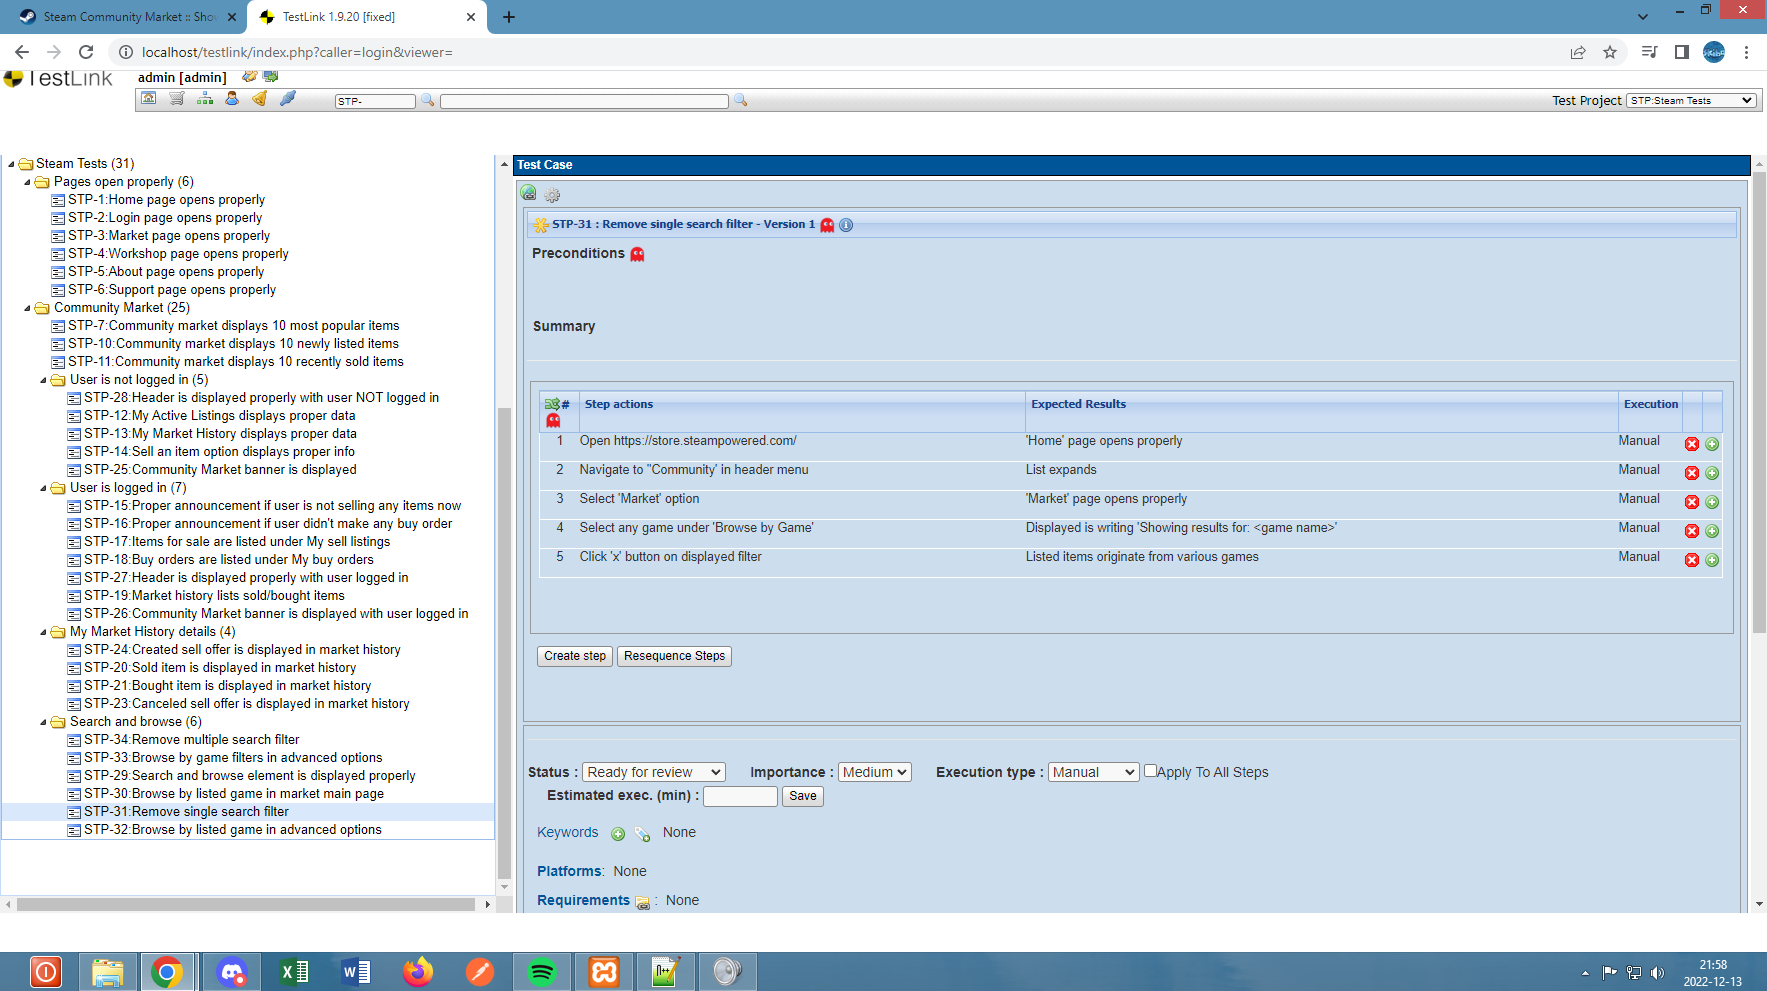 Steam Community Market :: Show
TestLink 1.9.20 [fixed]
localhost/testlink/index.php?caller=login&viewer=
TestLink
admin [admin]
STP-
Test Project
STP:Steam Tests
Steam Tests (31)
Pages open properly (6)
STP-1:Home page opens properly
STP-2:Login page opens properly
STP-3:Market page opens properly
STP-4:Workshop page opens properly
STP-5:About page opens properly
STP-6:Support page opens properly
Community Market (25)
STP-7:Community market displays 10 most popular items
STP-10:Community market displays 10 newly listed items
STP-11:Community market displays 10 recently sold items
User is not logged in (5)
STP-28:Header is displayed properly with user NOT logged in
STP-12:My Active Listings displays proper data
STP-13:My Market History displays proper data
STP-14:Sell an item option displays proper info
STP-25:Community Market banner is displayed
User is logged in (7)
STP-15:Proper announcement if user is not selling any items now
STP-16:Proper announcement if user didn't make any buy order
STP-17:Items for sale are listed under My sell listings
STP-18:Buy orders are listed under My buy orders
STP-27:Header is displayed properly with user logged in
STP-19:Market history lists sold/bought items
STP-26:Community Market banner is displayed with user logged in
My Market History details (4)
STP-24:Created sell offer is displayed in market history
STP-20:Sold item is displayed in market history
STP-21:Bought item is displayed in market history
STP-23:Canceled sell offer is displayed in market history
Search and browse (6)
STP-34:Remove multiple search filter
STP-33:Browse by game filters in advanced options
STP-29:Search and browse element is displayed properly
STP-30:Browse by listed game in market main page
STP-31:Remove single search filter
STP-32:Browse by listed game in advanced options
Test Case
STP-31 : Remove single search filter - Version 1
Preconditions
Summary
# Step actions Expected Results Execution
1 Open https://store.steampowered.com/ 'Home' page opens properly Manual
2 Navigate to "Community' in header menu List expands Manual
3 Select 'Market' option 'Market' page opens properly Manual
4 Select any game under 'Browse by Game' Displayed is writing 'Showing results for: <game name>' Manual
5 Click 'x' button on displayed filter Listed items originate from various games Manual
Create step Resequence Steps
Status : Ready for review Importance : Medium Execution type : Manual Apply To All Steps
Estimated exec. (min) : Save
Keywords None
Platforms: None
Requirements : None
21:58
2022-12-13